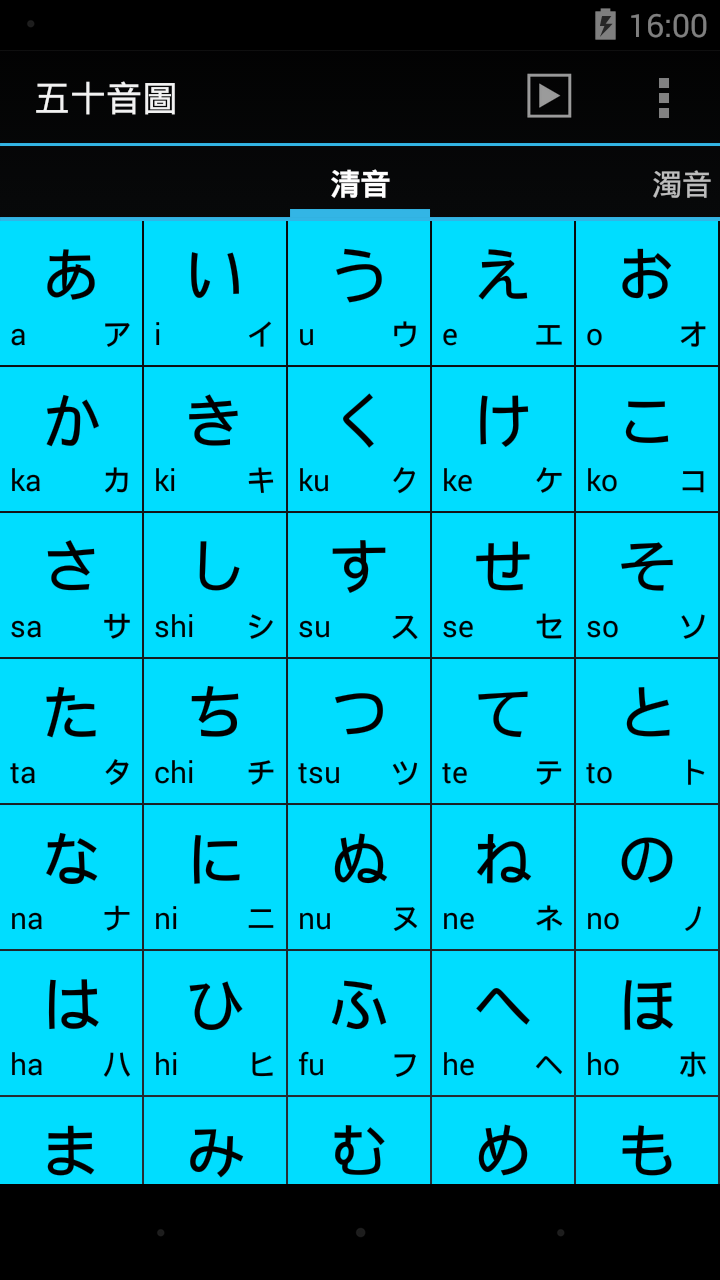 16:00
五十音圖
清音 濁音
あ い う え お
a ア i イ u ウ e エ o オ
か き く け こ
ka カ ki キ ku ク ke ケ ko コ
さ し す せ そ
sa サ shi シ su ス se セ so ソ
た ち つ て と
ta タ chi チ tsu ツ te テ to ト
な に ぬ ね の
na ナ ni ニ nu ヌ ne ネ no ノ
は ひ ふ へ ほ
ha ハ hi ヒ fu フ he ヘ ho ホ
ま み む め も